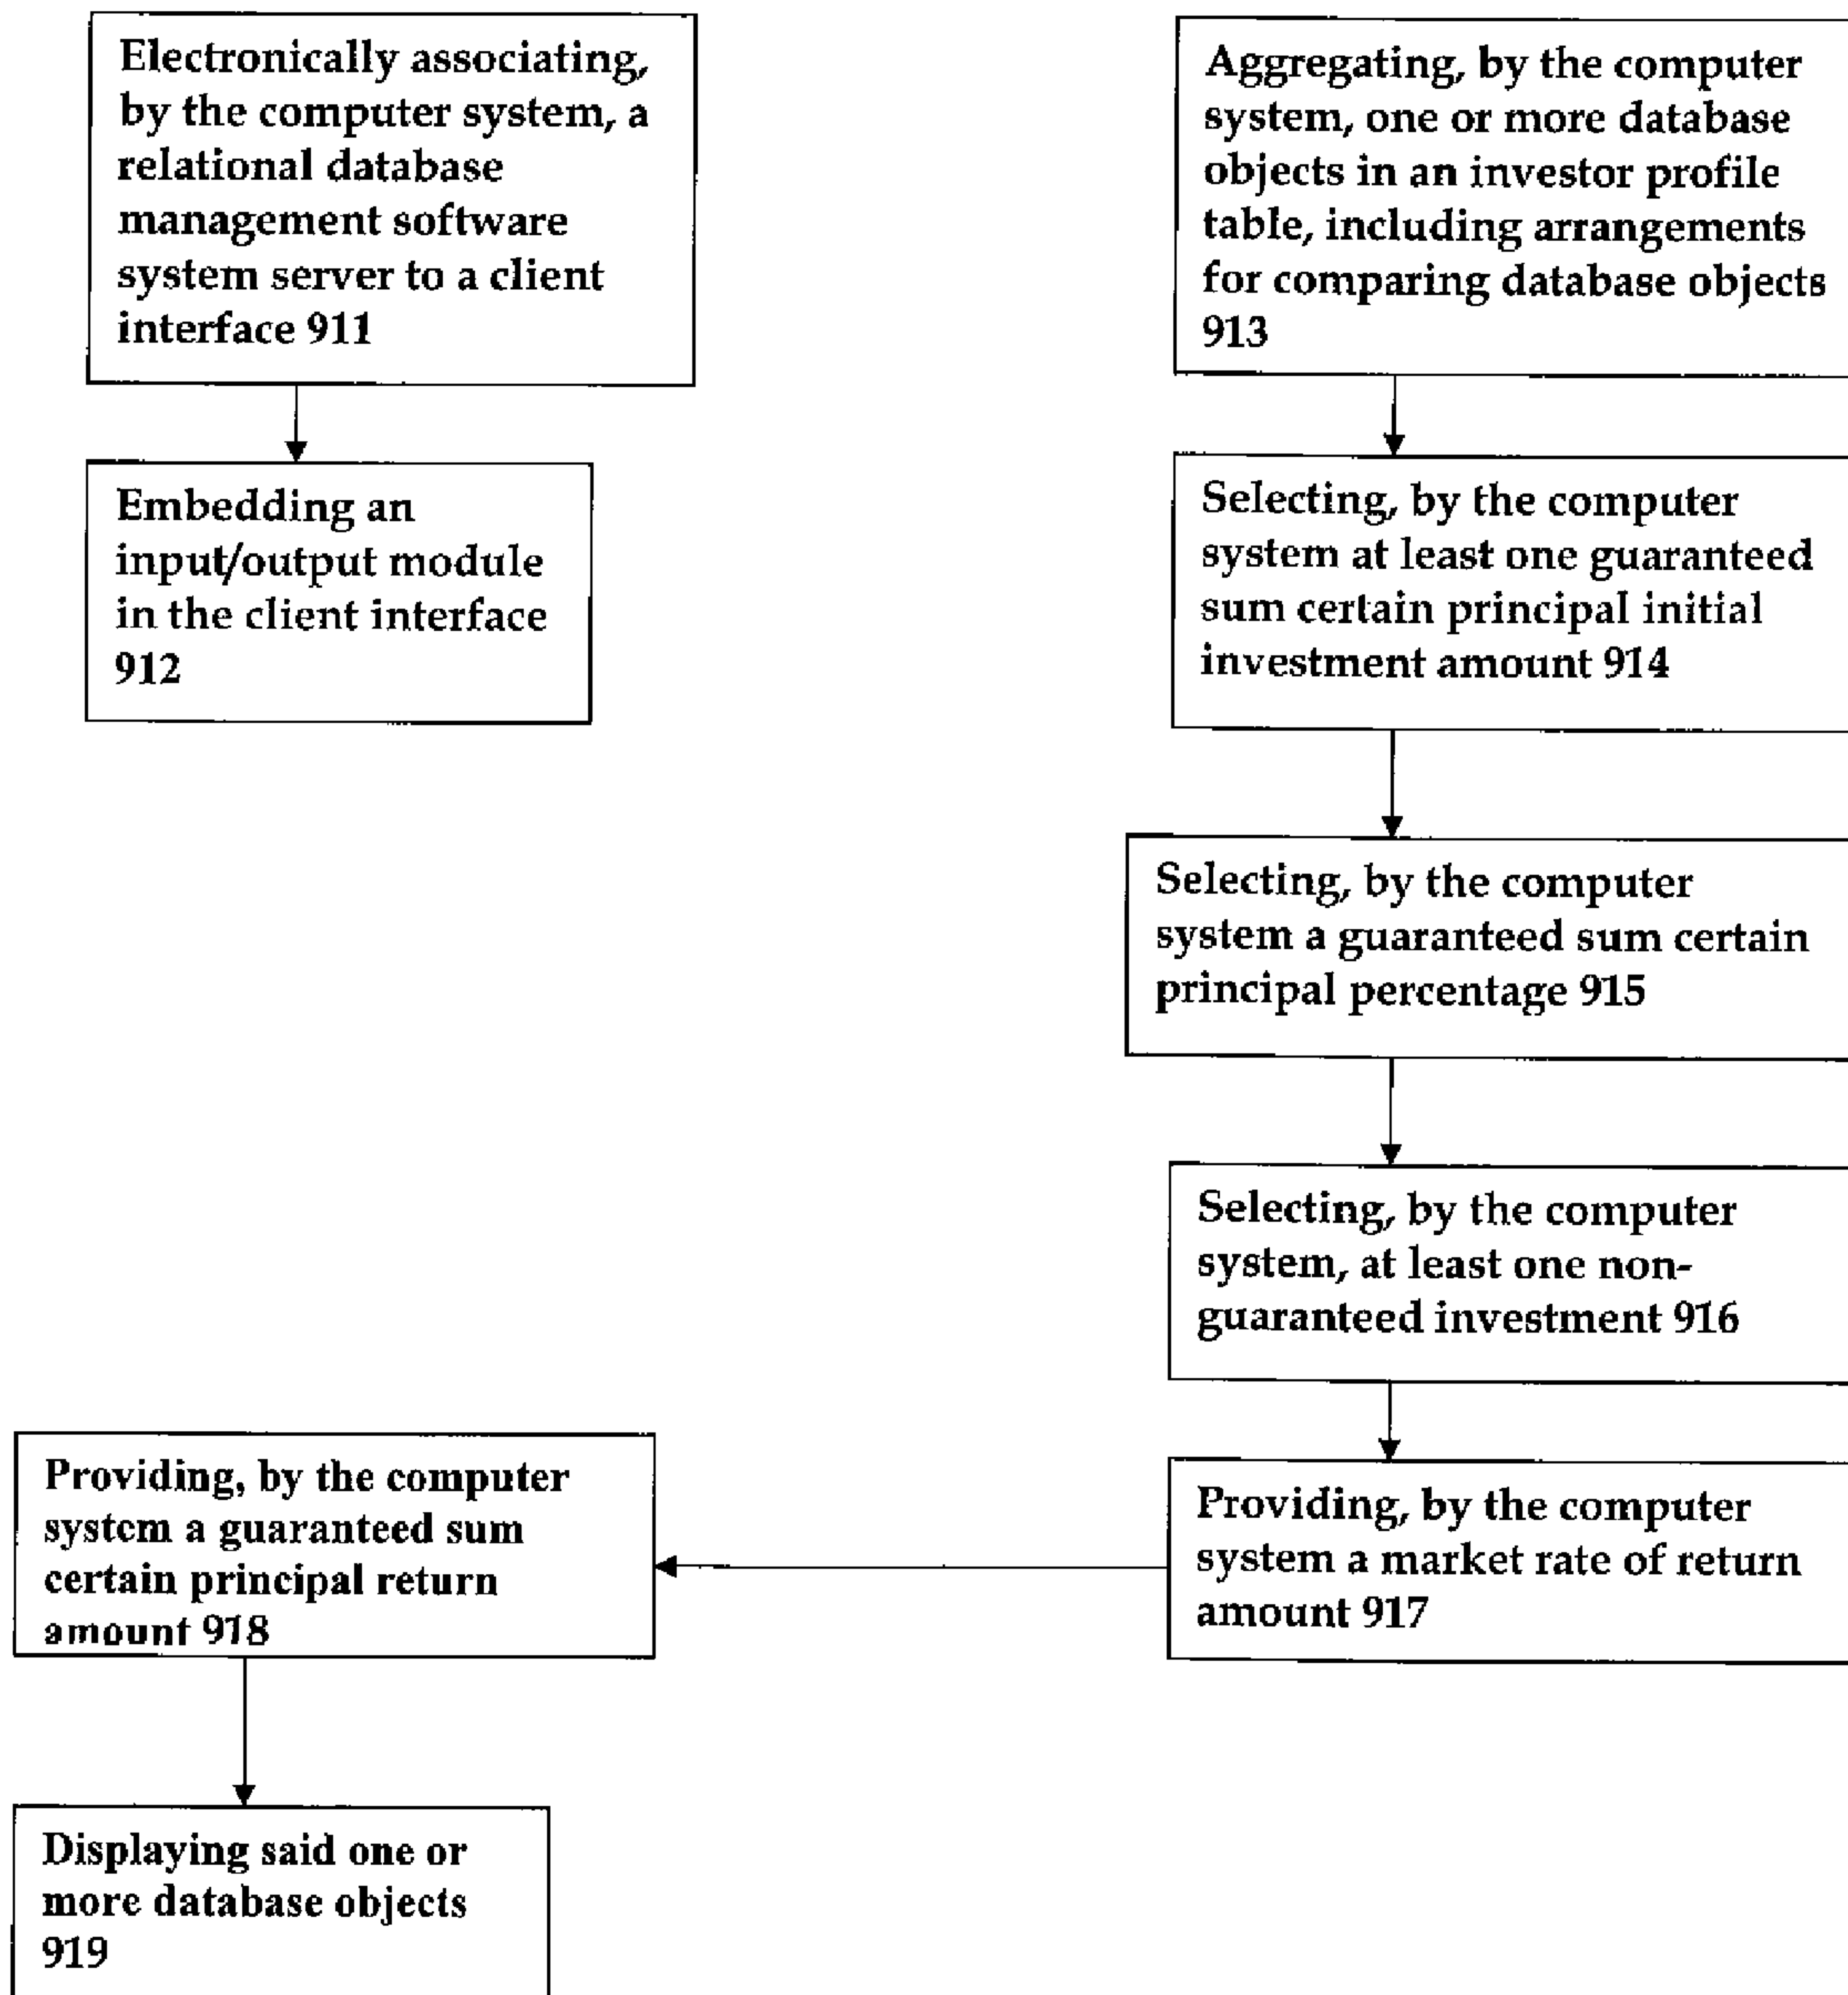 Electronically associating,
by the computer system, a
relational database
management software
system server to a client
interface 911
Embedding an
input/output module
in the client interface
912
Aggregating, by the computer
system, one or more database
objects in an investor profile
table, including arrangements
for comparing database objects
913
Selecting, by the computer
system at least one guaranteed
sum certain principal initial
investment amount 914
Selecting, by the computer
system a guaranteed sum certain
principal percentage 915
Selecting, by the computer
system, at least one non-
guaranteed investment 916
Providing, by the computer
system a market rate of return
amount 917
Providing, by the computer
system a guaranteed sum
certain principal return
amount 918
Displaying said one or
more database objects
919